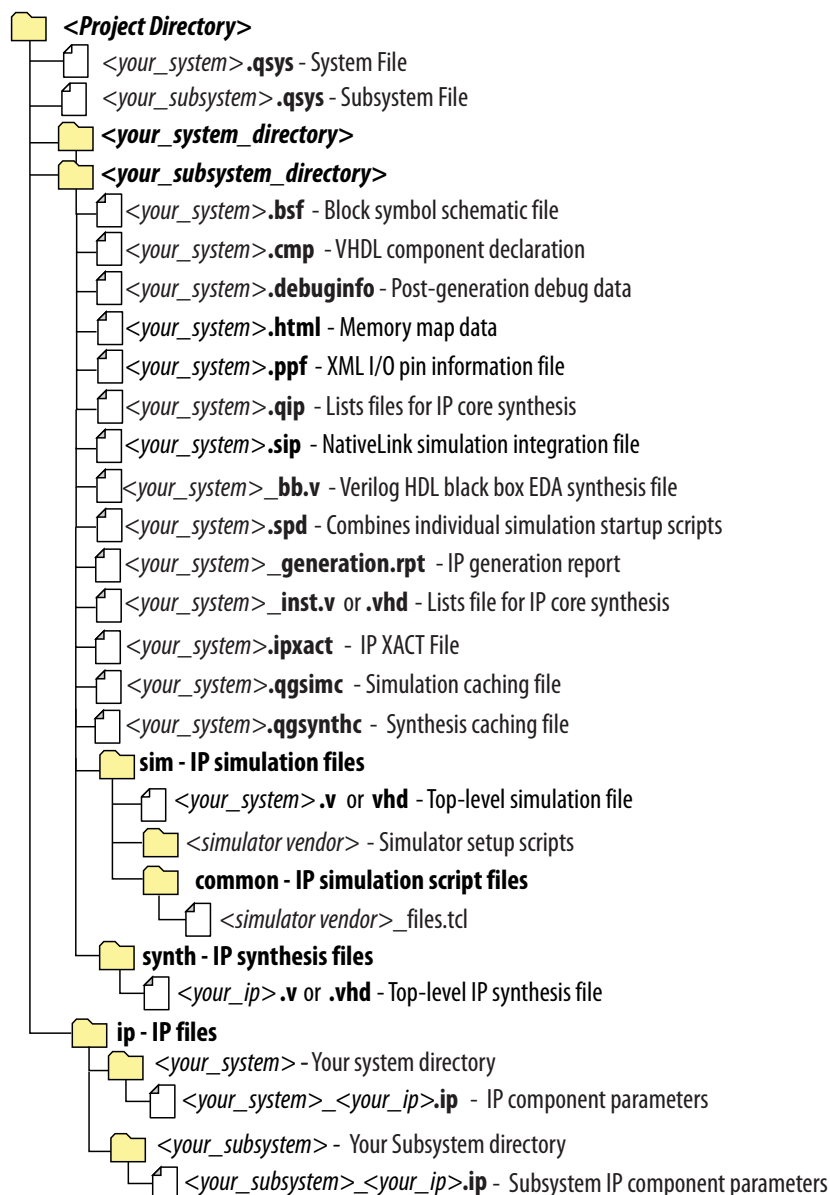 <Project Directory>
<your_system>.qsys - System File
<your_subsystem>.qsys - Subsystem File
<your_system_directory>
<your_subsystem_directory>
<your_system>.bsf - Block symbol schematic file
<your_system>.cmp - VHDL component declaration
<your_system>.debuginfo - Post-generation debug data
<your_system>.html - Memory map data
<your_system>.ppf - XML I/O pin information file
<your_system>.qip - Lists files for IP core synthesis
<your_system>.sip - NativeLink simulation integration file
<your_system>_bb.v - Verilog HDL black box EDA synthesis file
<your_system>.spd - Combines individual simulation startup scripts
<your_system>_generation.rpt - IP generation report
<your_system>_inst.v or .vhd - Lists file for IP core synthesis
<your_system>.ipxact - IP XACT File
<your_system>.qgsimc - Simulation caching file
<your_system>.qgsynthc - Synthesis caching file
sim - IP simulation files
<your_system>.v or vhd - Top-level simulation file
<simulator vendor> - Simulator setup scripts
common - IP simulation script files
<simulator vendor>_files.tcl
synth - IP synthesis files
<your_ip>.v or .vhd - Top-level IP synthesis file
ip - IP files
<your_system> - Your system directory
<your_system>_<your_ip>.ip - IP component parameters
<your_subsystem> - Your Subsystem directory
<your_subsystem>_<your_ip>.ip - Subsystem IP component parameters